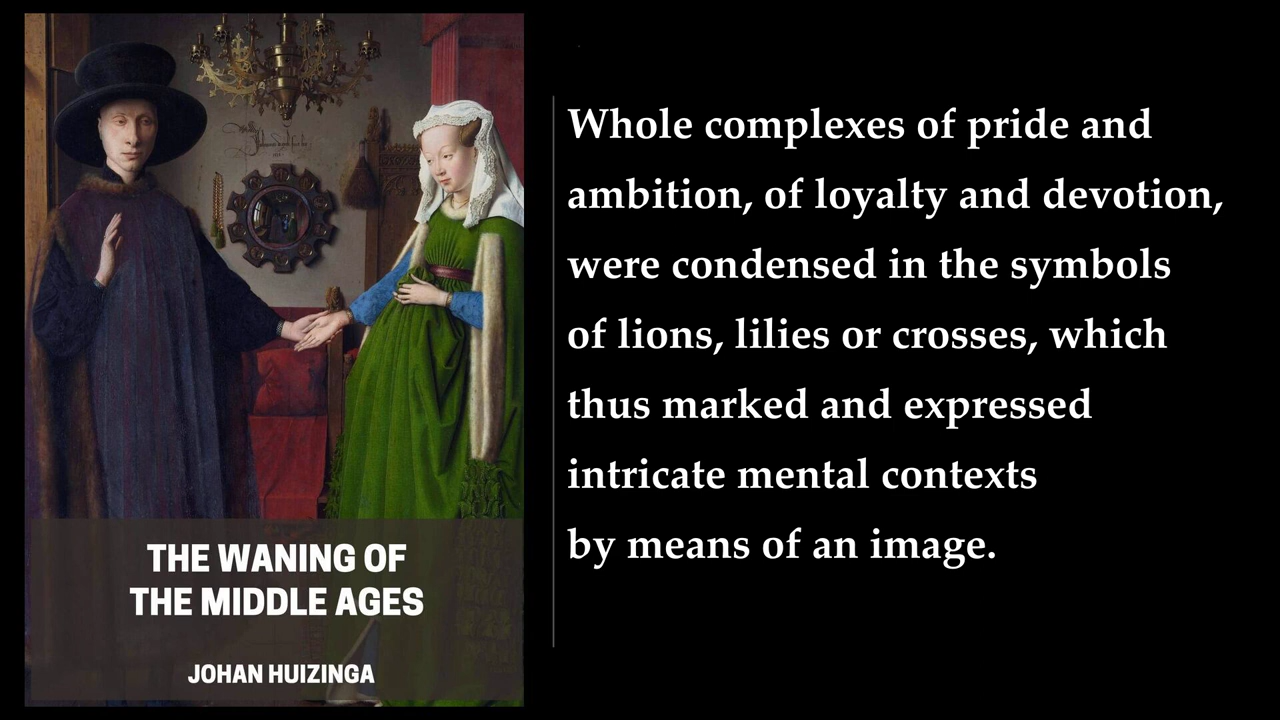 THE WANING OF
THE MIDDLE AGES
JOHAN HUIZINGA
Whole complexes of pride and
ambition, of loyalty and devotion,
were condensed in the symbols
of lions, lilies or crosses, which
thus marked and expressed
intricate mental contexts
by means of an image.